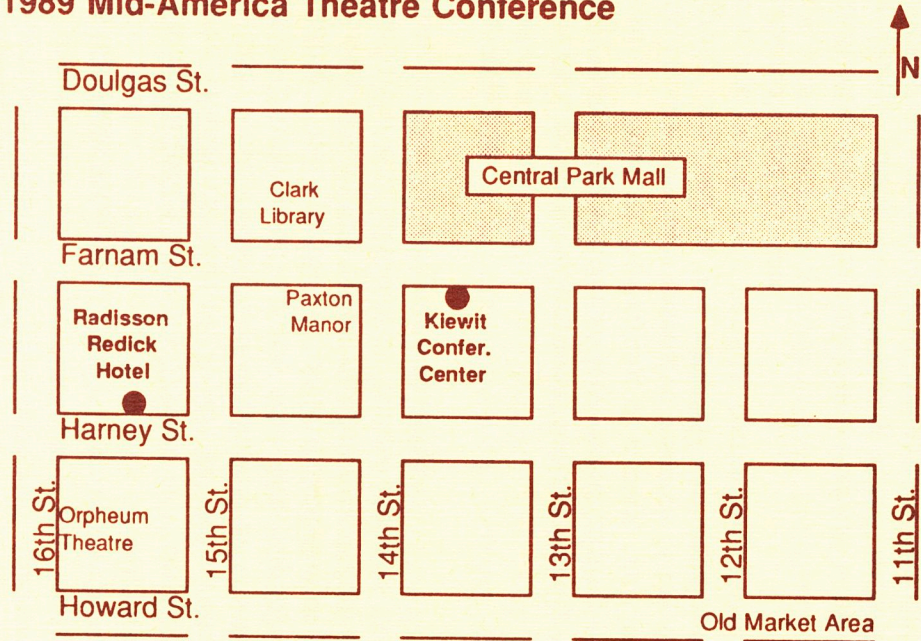 1989 Mid-America Theatre Conference
N
Doulgas St.
Clark
Library
Central Park Mall
Farnam St.
Radisson
Redick
Hotel
Paxton
Manor
Kiewit
Confer.
Center
Harney St.
16th St.
Orpheum
Theatre
15th St.
14th St.
13th St.
12th St.
11th St.
Howard St.
Old Market Area